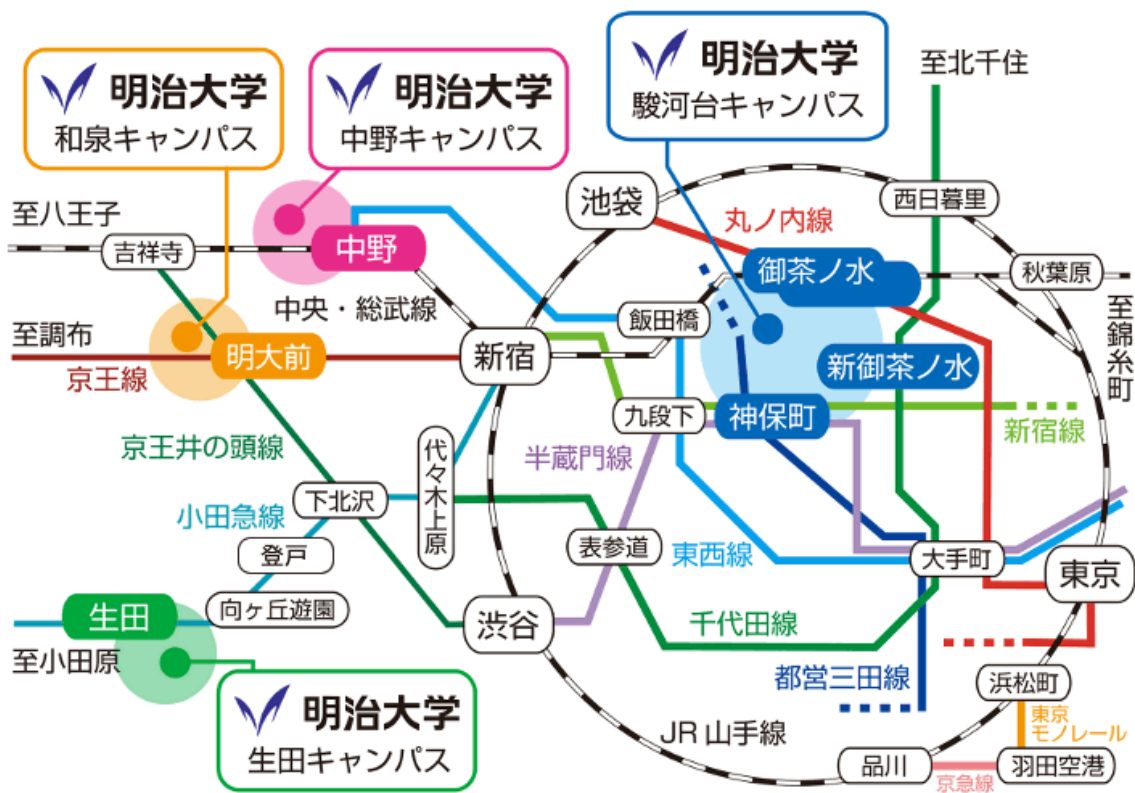 明治大学
和泉キャンパス
明治大学
中野キャンパス
明治大学
駿河台キャンパス
至北千住
池袋
西日暮里
至八王子
丸ノ内線
吉祥寺
中野
御茶ノ水
秋葉原
中央・総武線
飯田橋
至錦糸町
至調布
明大前
新宿
新御茶ノ水
京王線
九段下
神保町
新宿線
京王井の頭線
代々木上原
半蔵門線
下北沢
小田急線
登戸
表参道
東西線
大手町
東京
生田
向ヶ丘遊園
渋谷
千代田線
至小田原
都営三田線
浜松町
明治大学
生田キャンパス
JR 山手線
東京
モノレール
品川
京急線
羽田空港